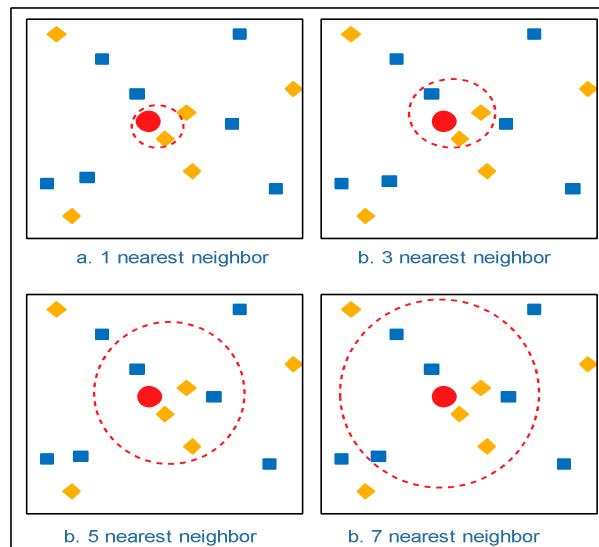 a. 1 nearest neighbor
b. 3 nearest neighbor
b. 5 nearest neighbor
b. 7 nearest neighbor